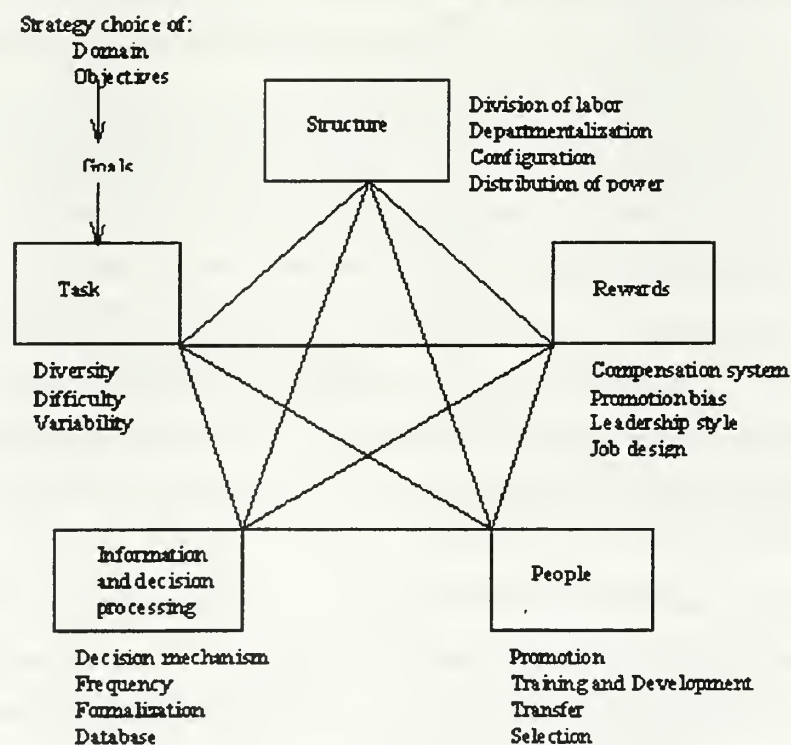 Strategy choice of:
Domain
Objectives
Goals
Structure
Division of labor
Departmentalization
Configuration
Distribution of power
Task
Diversity
Difficulty
Variability
Rewards
Compensation system
Promotion bias
Leadership style
Job design
Information
and decision
processing
Decision mechanism
Frequency
Formalization
Database
People
Promotion
Training and Development
Transfer
Selection